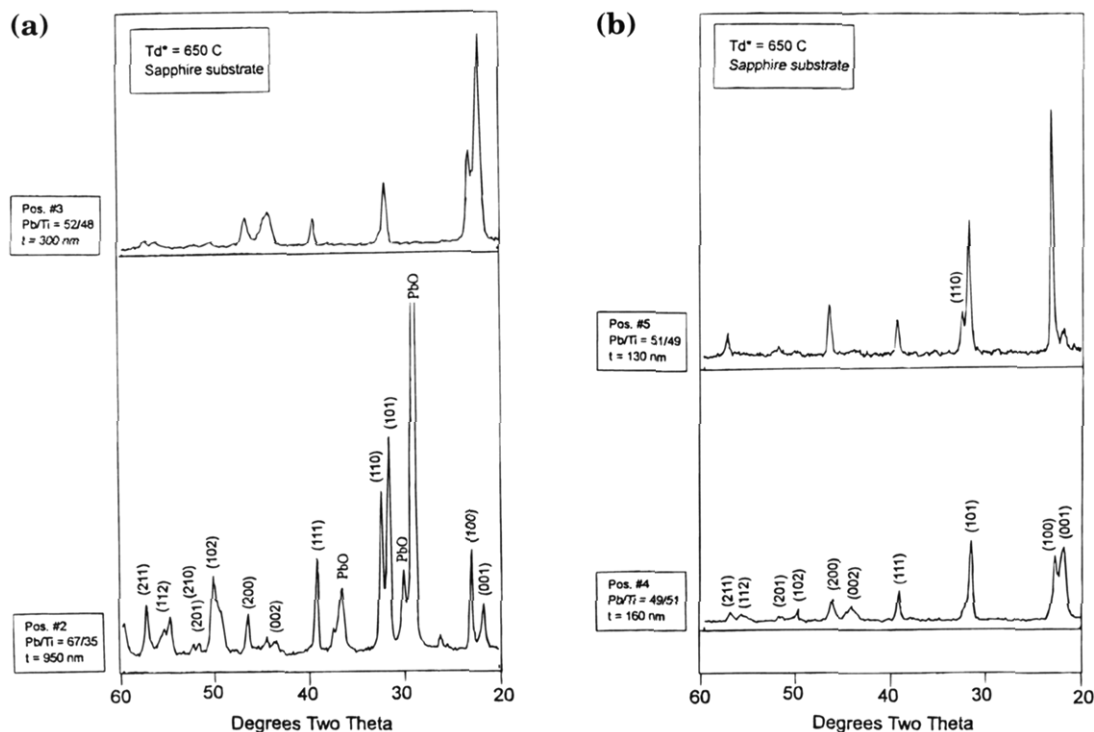 (a)
Td* = 650 C
Sapphire substrate
Pos. #3
Pb/Ti = 52/48
t = 300 nm
Pos. #2
Pb/Ti = 67/35
t = 950 nm
(211)
(112)
(210)
(201)
(102)
(200)
(002)
(111)
PbO
(110)
(101)
PbO
PbO
(100)
(001)
60
50
40
30
20
Degrees Two Theta
(b)
Td* = 650 C
Sapphire substrate
Pos. #5
Pb/Ti = 51/49
t = 130 nm
(110)
Pos. #4
Pb/Ti = 49/51
t = 160 nm
(211)
(112)
(201)
(102)
(200)
(002)
(111)
(101)
(100)
(001)
60
50
40
30
20
Degrees Two Theta